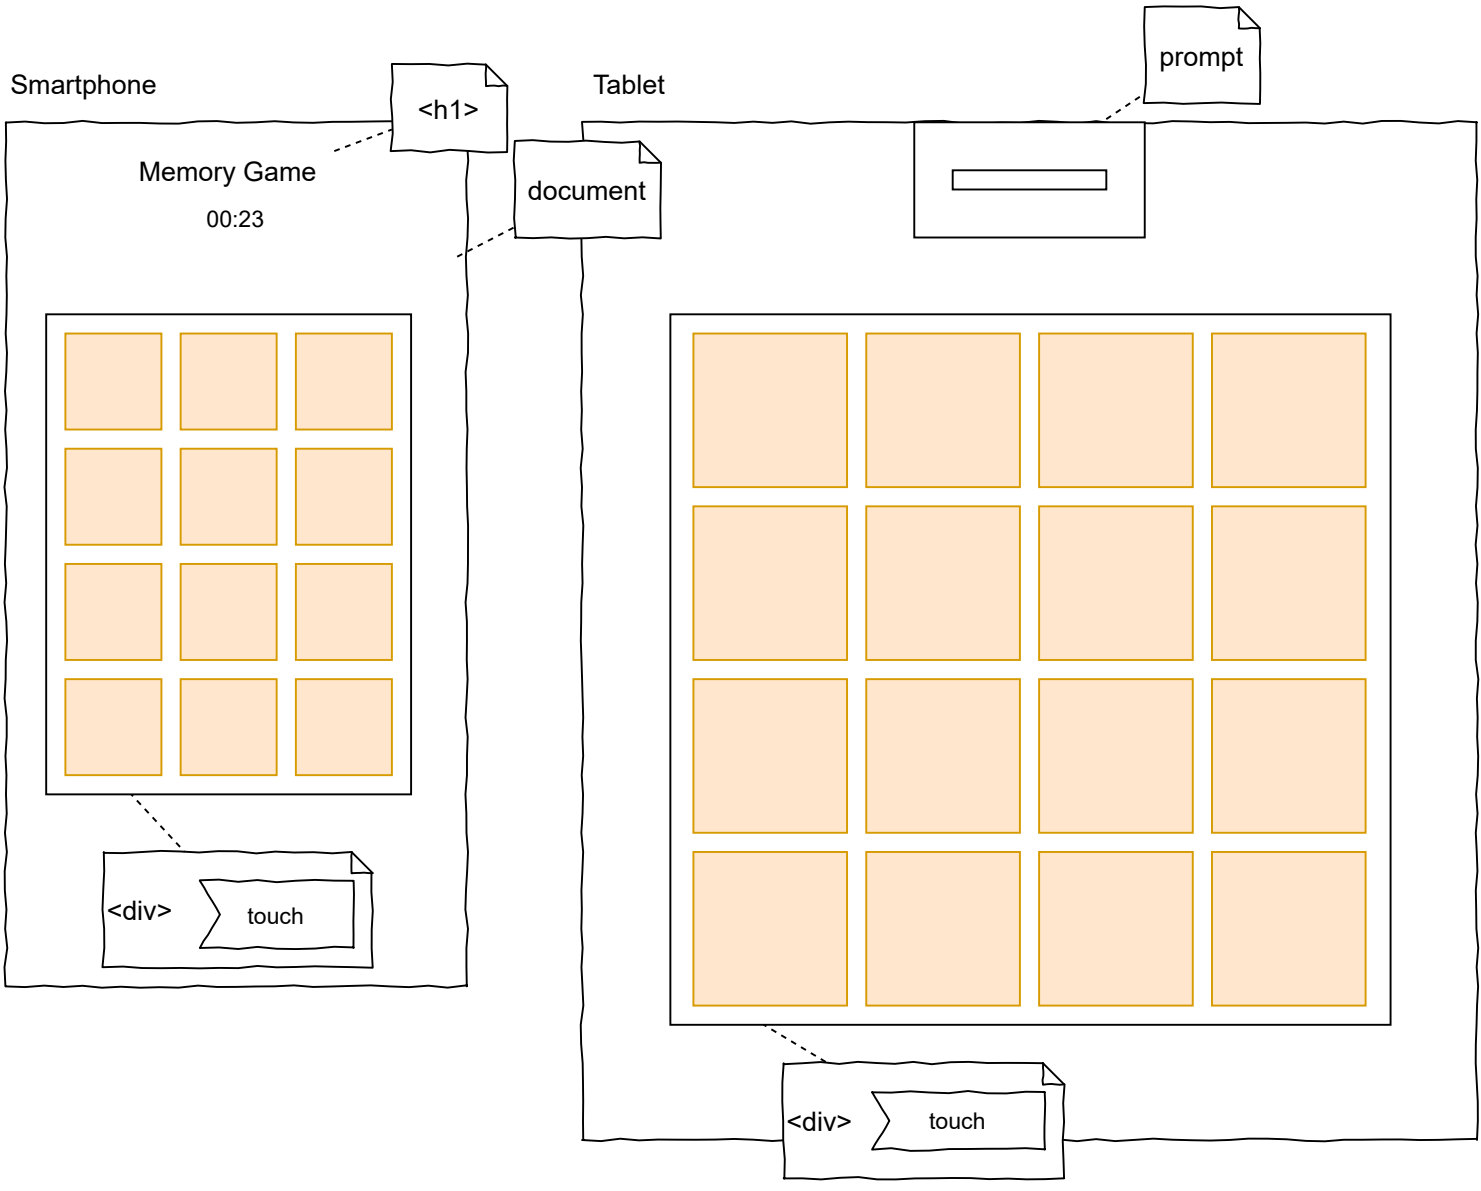 prompt
Smartphone
Tablet
<h1>
Memory Game
document
00:23
<div>
touch
<div>
touch